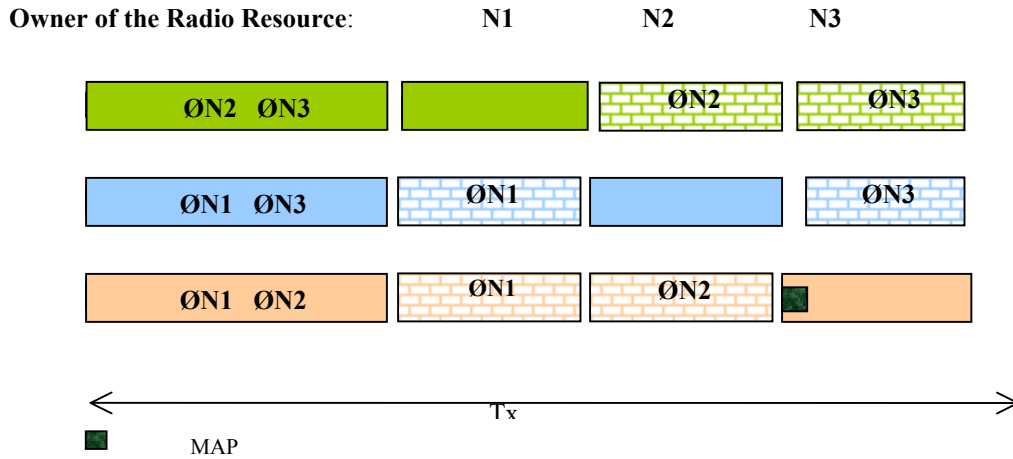 Owner of the Radio Resource: N1 N2 N3
ØN2 ØN3 ØN2 ØN3
ØN1 ØN3 ØN1 ØN3
ØN1 ØN2 ØN1 ØN2
Tx
MAP